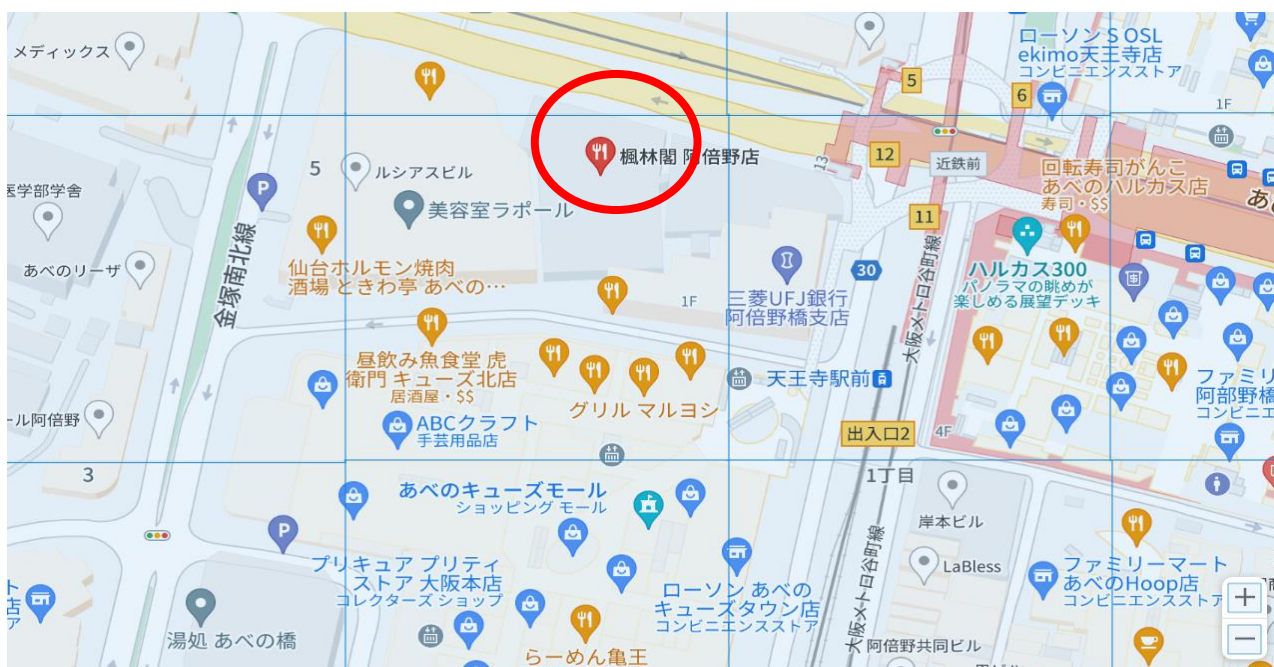 メディックス
ローソン S OSL
ekimo天王寺店
コンビニエンスストア
5
6
1F
楓林閣 阿倍野店
13
12
近鉄前
回転寿司がんこ
あべのハルカス店
寿司・$$
あ
5
ルシアスビル
P
医学部学舎
美容室ラポール
11
金塚南北線
あべのリーザ
仙台ホルモン焼肉
酒場 ときわ亭 あべの…
1F
三菱UFJ銀行
阿倍野橋支店
30
大阪メトロ谷町線
ハルカス300
パノラマの眺めが
楽しめる展望デッキ
昼飲み魚食堂 虎
衛門 キューズ北店
居酒屋・$$
天王寺駅前
ファミリ
阿部野橋
コンビニエ
グリル マルヨシ
ール阿倍野
ABCクラフト
手芸用品店
出入口2
4F
3
1丁目
あべのキューズモール
ショッピング モール
岸本ビル
P
プリキュア プリティ
ストア 大阪本店
コレクターズ ショップ
LaBless
ファミリーマート
あべのHoop店
コンビニエンスストア
ト
店
ア
ローソン あべの
キューズタウン店
コンビニエンスストア
大阪メトロ谷町線
湯処 あべの橋
らーめん亀王
阿倍野共同ビル
+
−